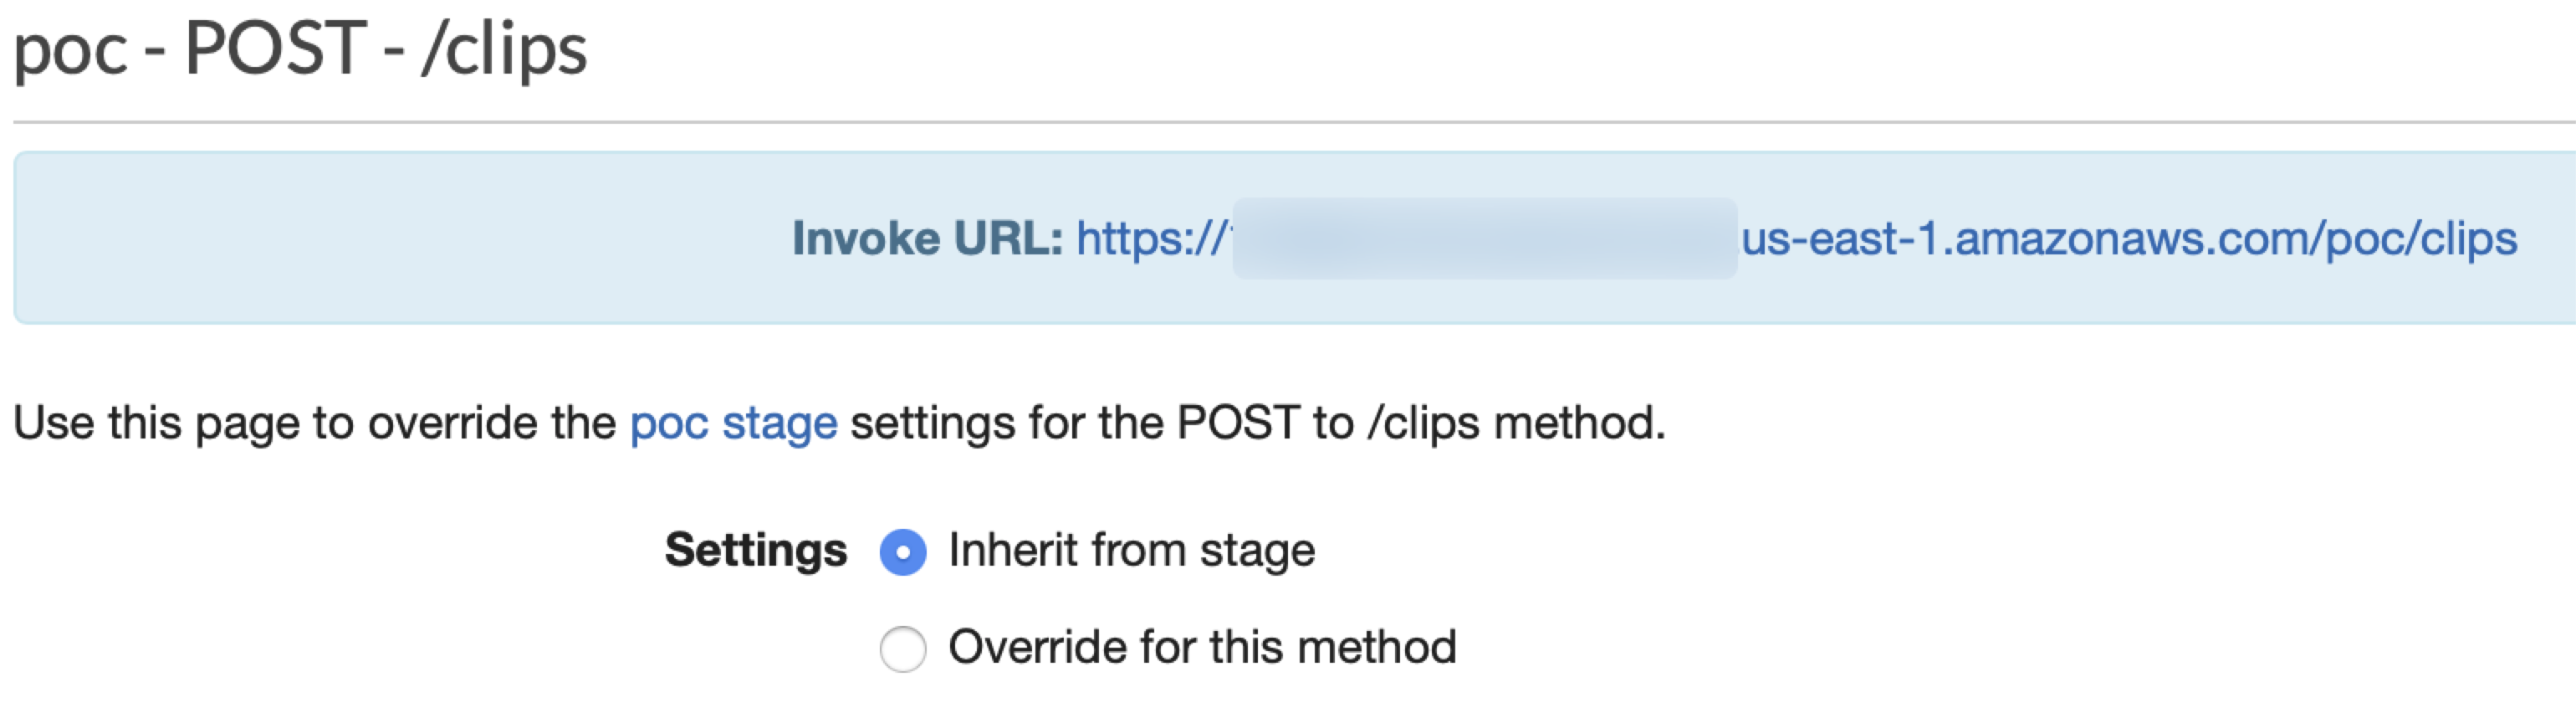 poc - POST - /clips
Invoke URL: https:// us-east-1.amazonaws.com/poc/clips
Use this page to override the poc stage settings for the POST to /clips method.
Settings Inherit from stage
Override for this method